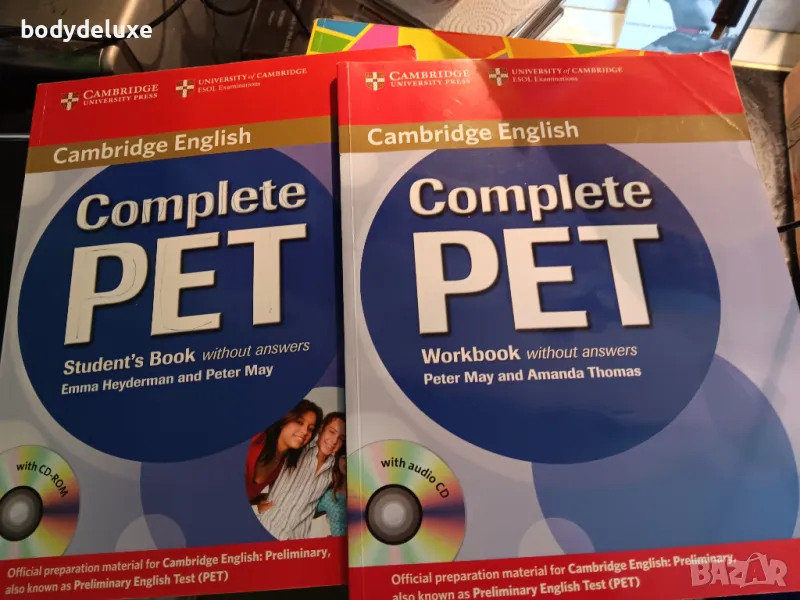 bodydeluxe
CAMBRIDGE
UNIVERSITY PRESS
UNIVERSITY of CAMBRIDGE
ESOL Examinations
Cambridge English
Complete
PET
Student's Book without answers
Emma Heyderman and Peter May
with CD-ROM
Official preparation material for Cambridge English: Preliminary,
also known as Preliminary English Test (PET)
CAMBRIDGE
UNIVERSITY PRESS
UNIVERSITY of CAMBRIDGE
ESOL Examinations
Cambridge English
Complete
PET
Workbook without answers
Peter May and Amanda Thomas
with audio CD
Official preparation material for Cambridge English: Preliminary,
also known as Preliminary English Test (PET)
BAZAR